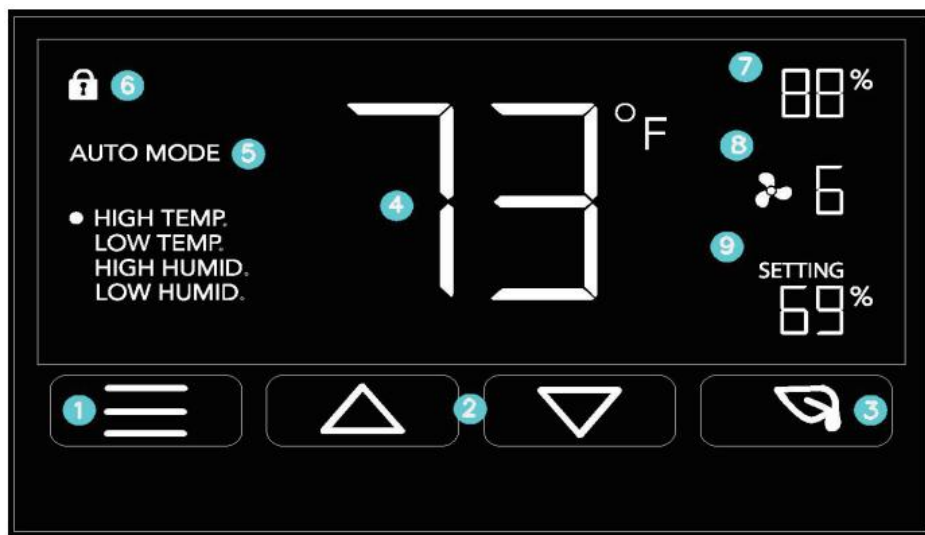 6
AUTO MODE 5
HIGH TEMP.
LOW TEMP.
HIGH HUMID.
LOW HUMID.
4
73°F
7
88%
8
6
9
SETTING
69%
1
2
3